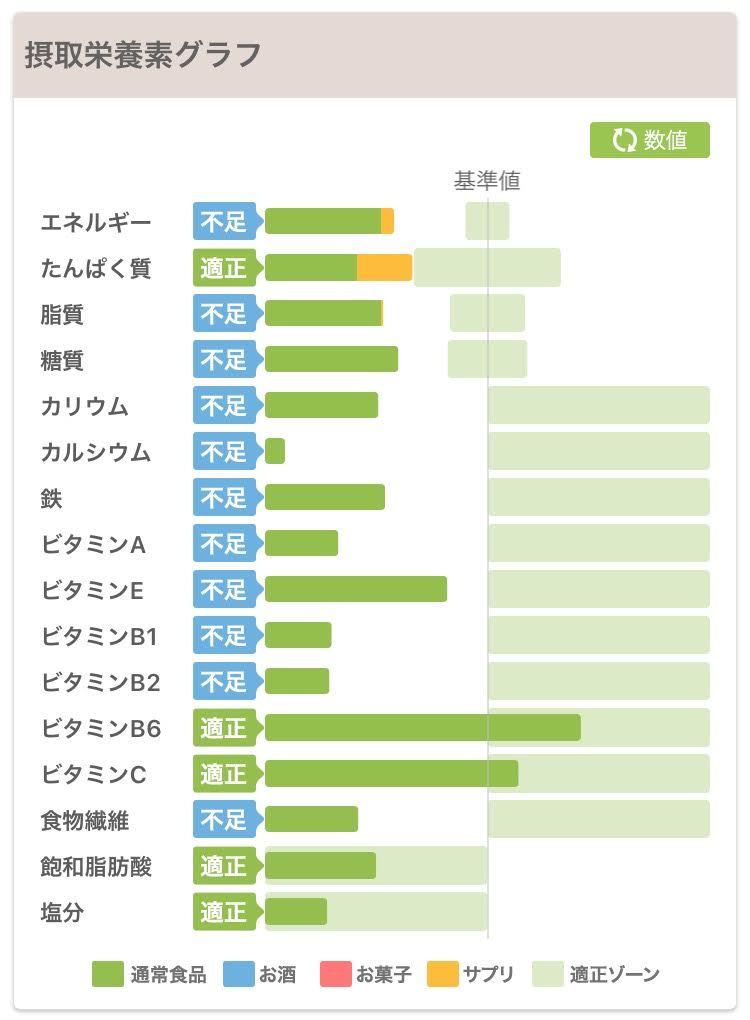 摂取栄養素グラフ
数値
基準値
エネルギー 不足
たんぱく質 適正
脂質 不足
糖質 不足
カリウム 不足
カルシウム 不足
鉄 不足
ビタミンA 不足
ビタミンE 不足
ビタミンB1 不足
ビタミンB2 不足
ビタミンB6 適正
ビタミンC 適正
食物繊維 不足
飽和脂肪酸 適正
塩分 適正
通常食品 お酒 お菓子 サプリ 適正ゾーン